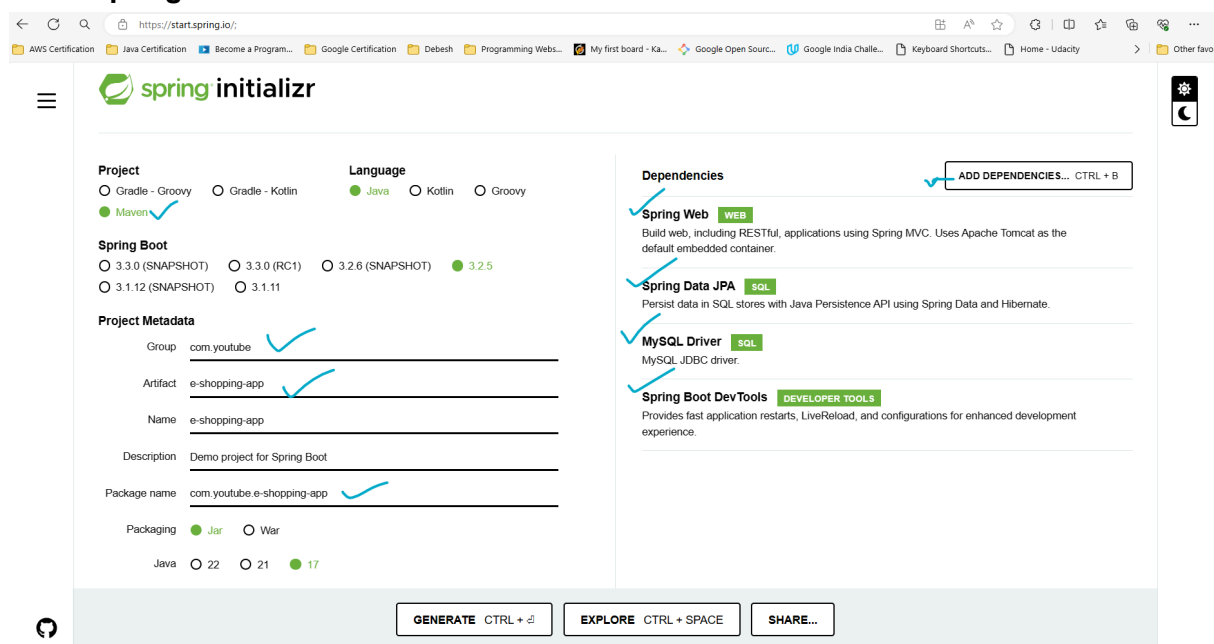 https://start.spring.io/;
AWS Certification Java Certification Become a Program... Google Certification Debesh Programming Webs... My first board - Ka... Google Open Sourc... Google India Challe... Keyboard Shortcuts... Home - Udacity Other favo
spring initializr
Project
Gradle - Groovy Gradle - Kotlin
Maven
Language
Java Kotlin Groovy
Spring Boot
3.3.0 (SNAPSHOT) 3.3.0 (RC1) 3.2.6 (SNAPSHOT) 3.2.5
3.1.12 (SNAPSHOT) 3.1.11
Project Metadata
Group com.youtube
Artifact e-shopping-app
Name e-shopping-app
Description Demo project for Spring Boot
Package name com.youtube.e-shopping-app
Packaging Jar War
Java 22 21 17
Dependencies
ADD DEPENDENCIES... CTRL + B
Spring Web WEB
Build web, including RESTful, applications using Spring MVC. Uses Apache Tomcat as the
default embedded container.
Spring Data JPA SQL
Persist data in SQL stores with Java Persistence API using Spring Data and Hibernate.
MySQL Driver SQL
MySQL JDBC driver.
Spring Boot DevTools DEVELOPER TOOLS
Provides fast application restarts, LiveReload, and configurations for enhanced development
experience.
GENERATE CTRL + ⏎ EXPLORE CTRL + SPACE SHARE...